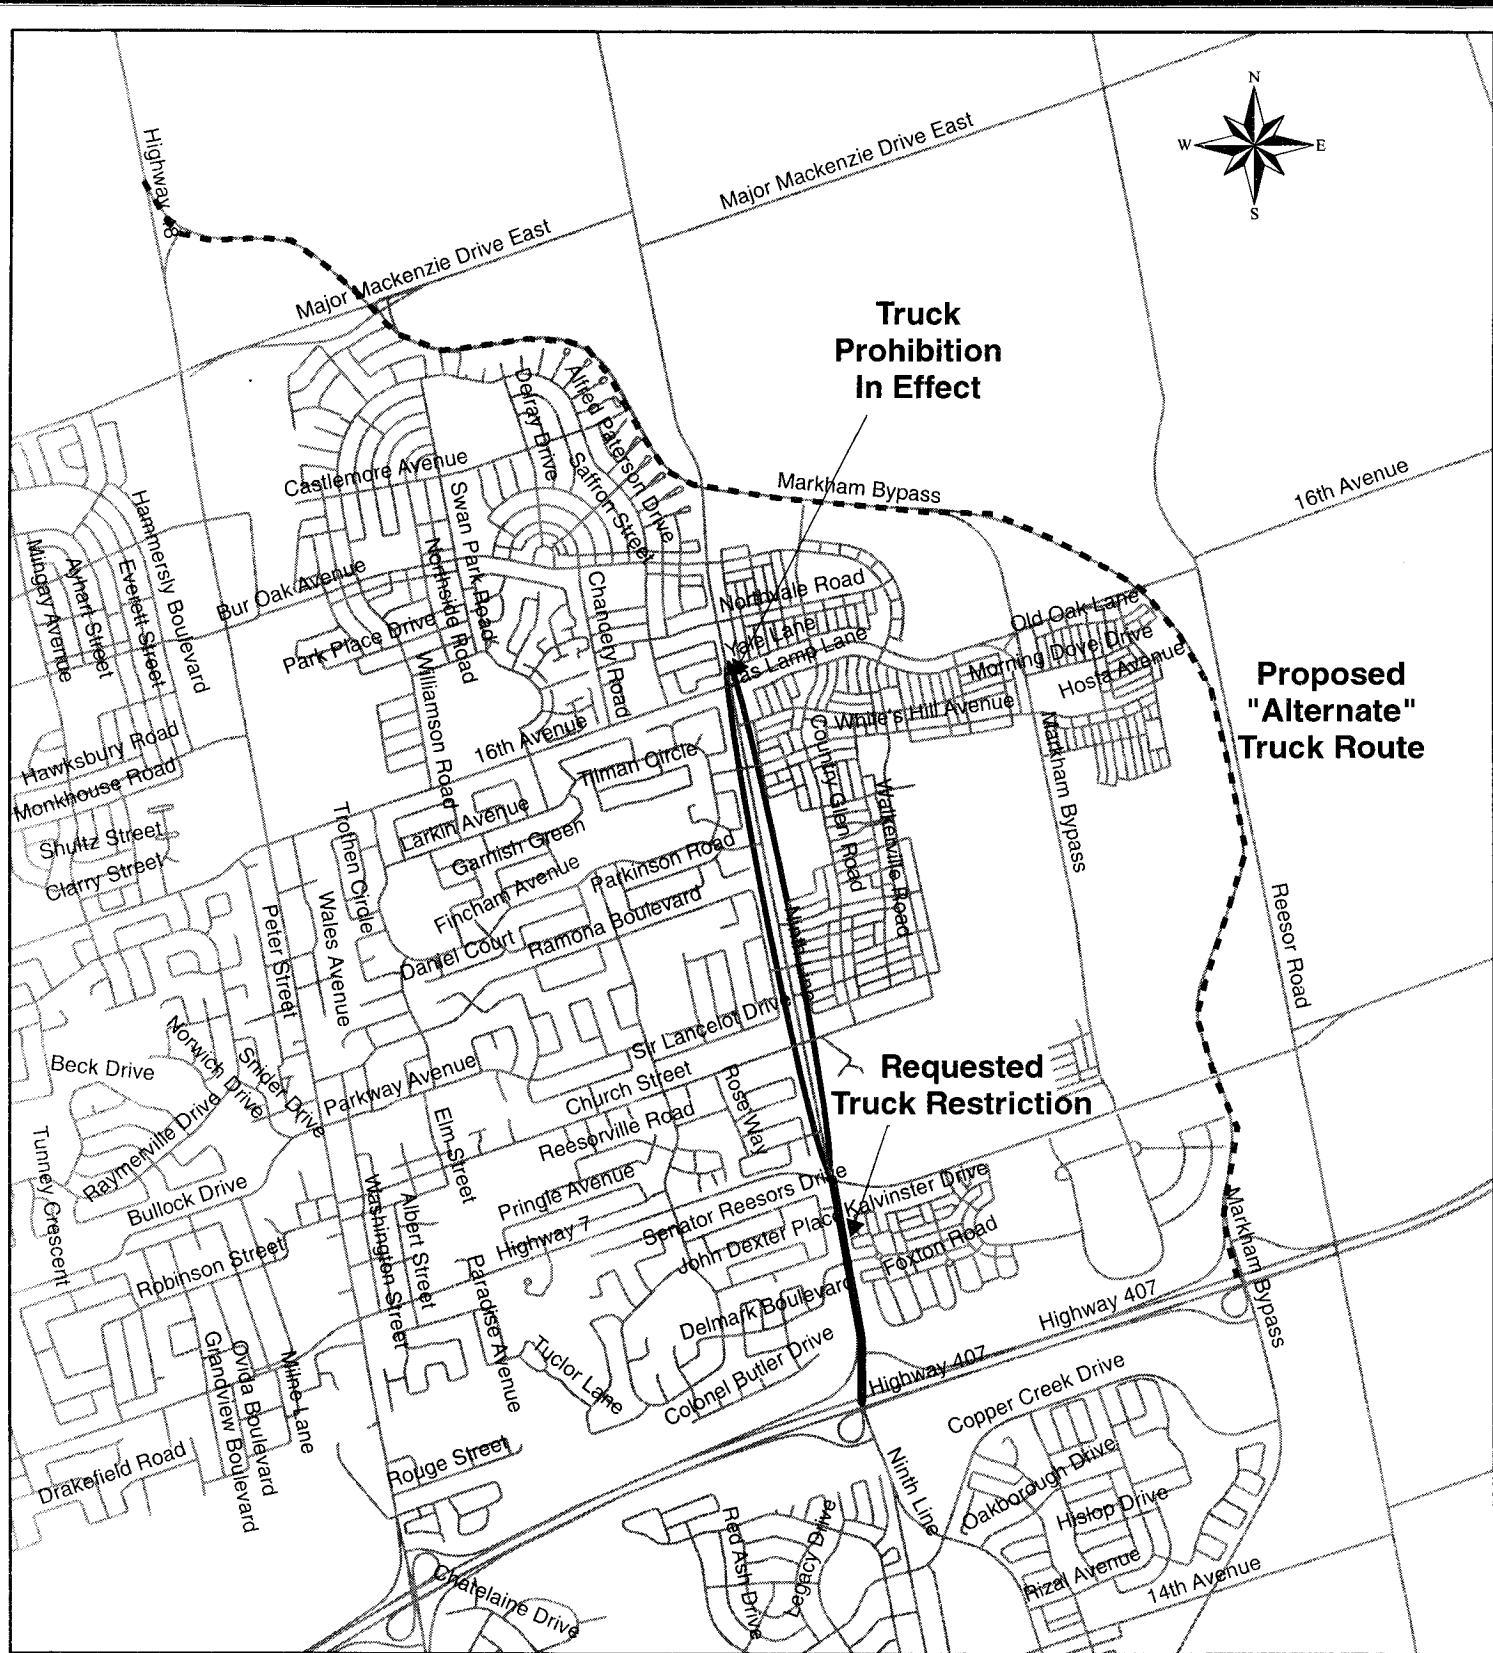 N
W
E
S
Highway 48
Major Mackenzie Drive East
Major Mackenzie Drive East
Truck
Prohibition
In Effect
Delray Drive
Alfred Paterson Drive
Saffron Street
Castlemore Avenue
Markham Bypass
16th Avenue
Hammersly Boulevard
Swan Park Road
Northside Road
Mingay Avenue
Ayhart Street
Everett Street
Bur Oak Avenue
Chancery Road
Northvale Road
Old Oak Lane
Park Place Drive
Yale Lane
Gas Lamp Lane
Morning Dove Drive
Hosta Avenue
Williamson Road
Proposed
"Alternate"
Truck Route
White's Hill Avenue
Country Glen Road
Markham Bypass
16th Avenue
Tilman Circle
Hawksbury Road
Monkhouse Road
Trothen Circle
Larkin Avenue
Garnish Green
Walkerville Road
Shultz Street
Clarry Street
Fincham Avenue
Parkinson Road
Ramona Boulevard
Daniel Court
Peter Street
Wales Avenue
Ninth Line
Reesor Road
Sir Lancelot Drive
Norwich Drive
Snider Drive
Beck Drive
Parkway Avenue
Church Street
Rose Way
Requested
Truck Restriction
Raymerville Drive
Elm Street
Reesorville Road
Tunney Crescent
Bullock Drive
Washington Street
Albert Street
Pringle Avenue
Senator Reesors Drive
Kalvinster Drive
Highway 7
John Dexter Place
Foxton Road
Markham Bypass
Robinson Street
Paradise Avenue
Delmark Boulevard
Highway 407
Grandview Boulevard
Ovida Boulevard
Milne Lane
Tuclor Lane
Colonel Butler Drive
Highway 407
Copper Creek Drive
Drakefield Road
Rouge Street
Ninth Line
Oakborough Drive
Hislop Drive
Red Ash Drive
Legacy Drive
Rizal Avenue
14th Avenue
Chatelaine Drive